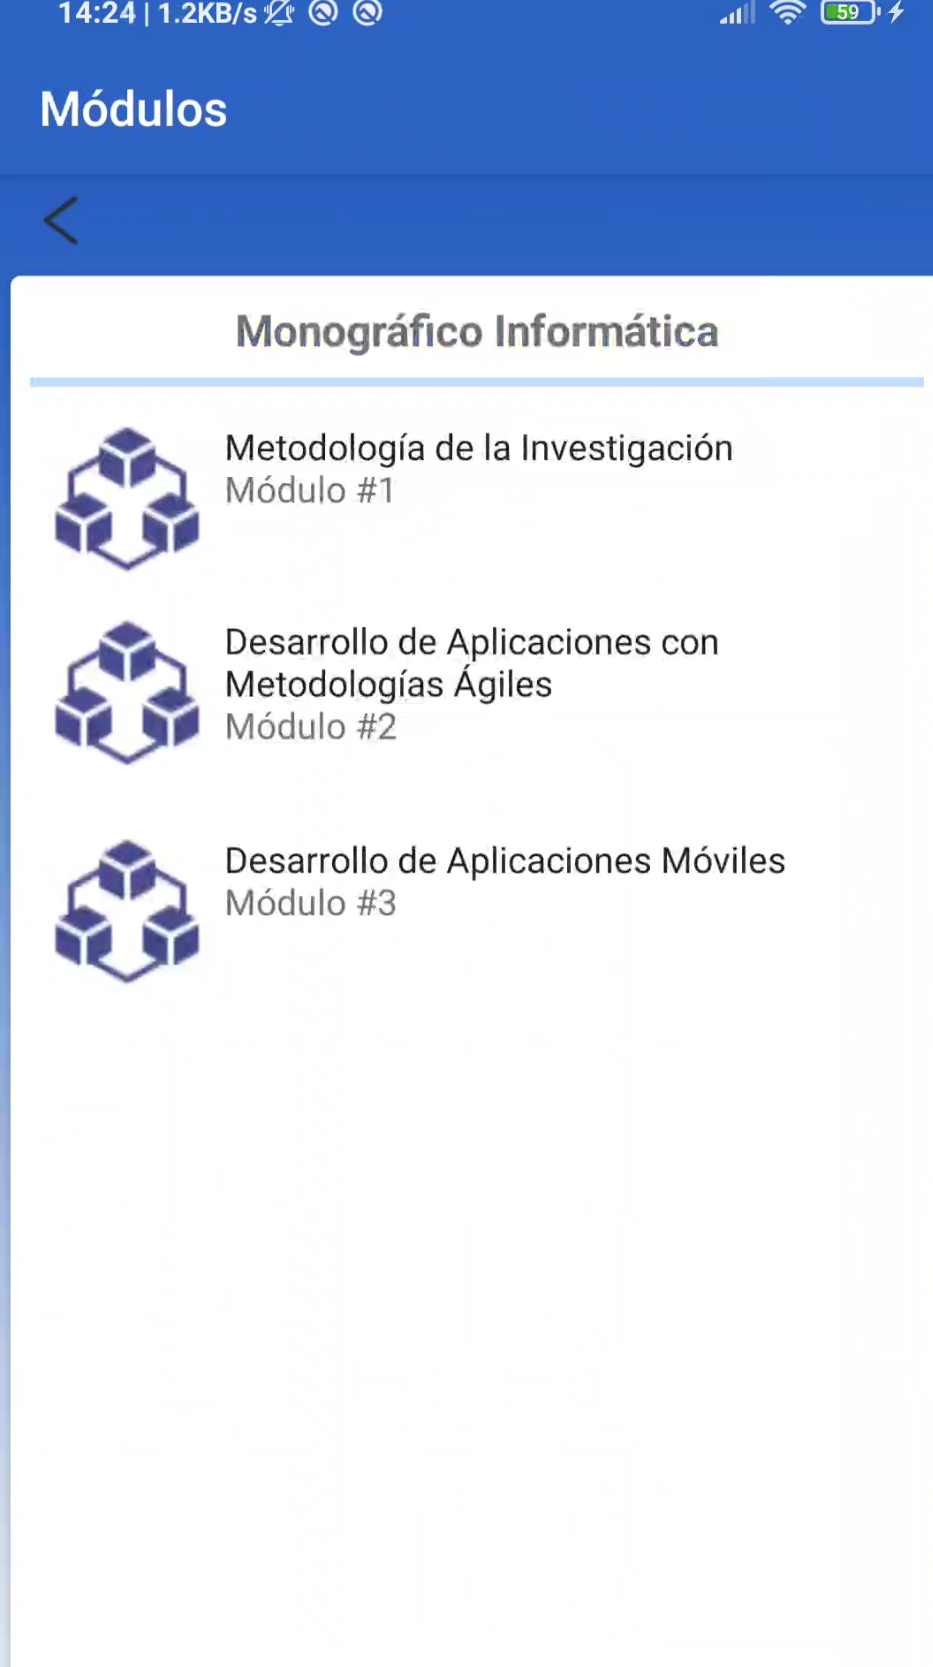 14:24 | 1.2KB/s
59
Módulos
Monográfico Informática
Metodología de la Investigación
Módulo #1
Desarrollo de Aplicaciones con
Metodologías Ágiles
Módulo #2
Desarrollo de Aplicaciones Móviles
Módulo #3